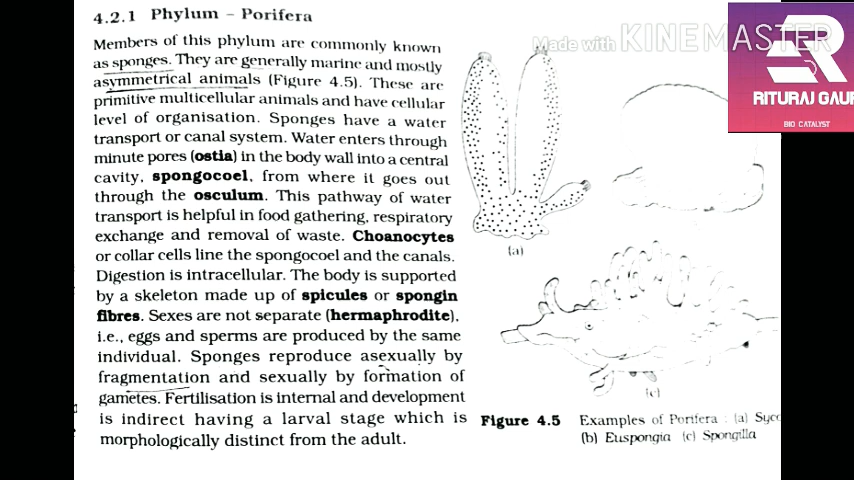 4.2.1 Phylum – Porifera
Members of this phylum are commonly known
as sponges. They are generally marine and mostly
asymmetrical animals (Figure 4.5). These are
primitive multicellular animals and have cellular
level of organisation. Sponges have a water
transport or canal system. Water enters through
minute pores (ostia) in the body wall into a central
cavity, spongocoel, from where it goes out
through the osculum. This pathway of water
transport is helpful in food gathering, respiratory
exchange and removal of waste. Choanocytes
or collar cells line the spongocoel and the canals.
Digestion is intracellular. The body is supported
by a skeleton made up of spicules or spongin
fibres. Sexes are not separate (hermaphrodite),
i.e., eggs and sperms are produced by the same
individual. Sponges reproduce asexually by
fragmentation and sexually by formation of
gametes. Fertilisation is internal and development
is indirect having a larval stage which is
morphologically distinct from the adult.
(a)
(c)
Figure 4.5 Examples of Porifera : (a) Syco
(b) Euspongia (c) Spongilla
Made with KINEMASTER
R
RITURAJ GAUR
BIO CATALYST